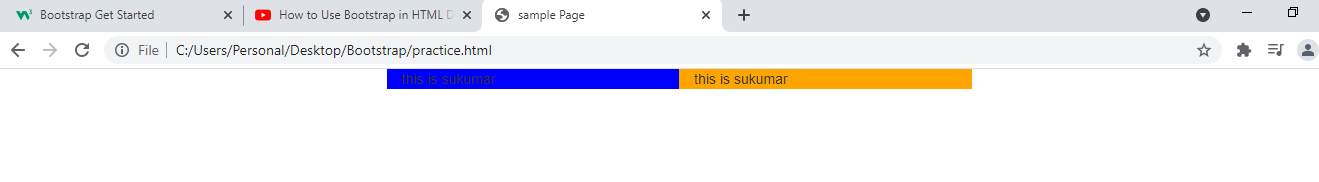 W3 Bootstrap Get Started How to Use Bootstrap in HTML D sample Page
File C:/Users/Personal/Desktop/Bootstrap/practice.html
this is sukumar this is sukumar